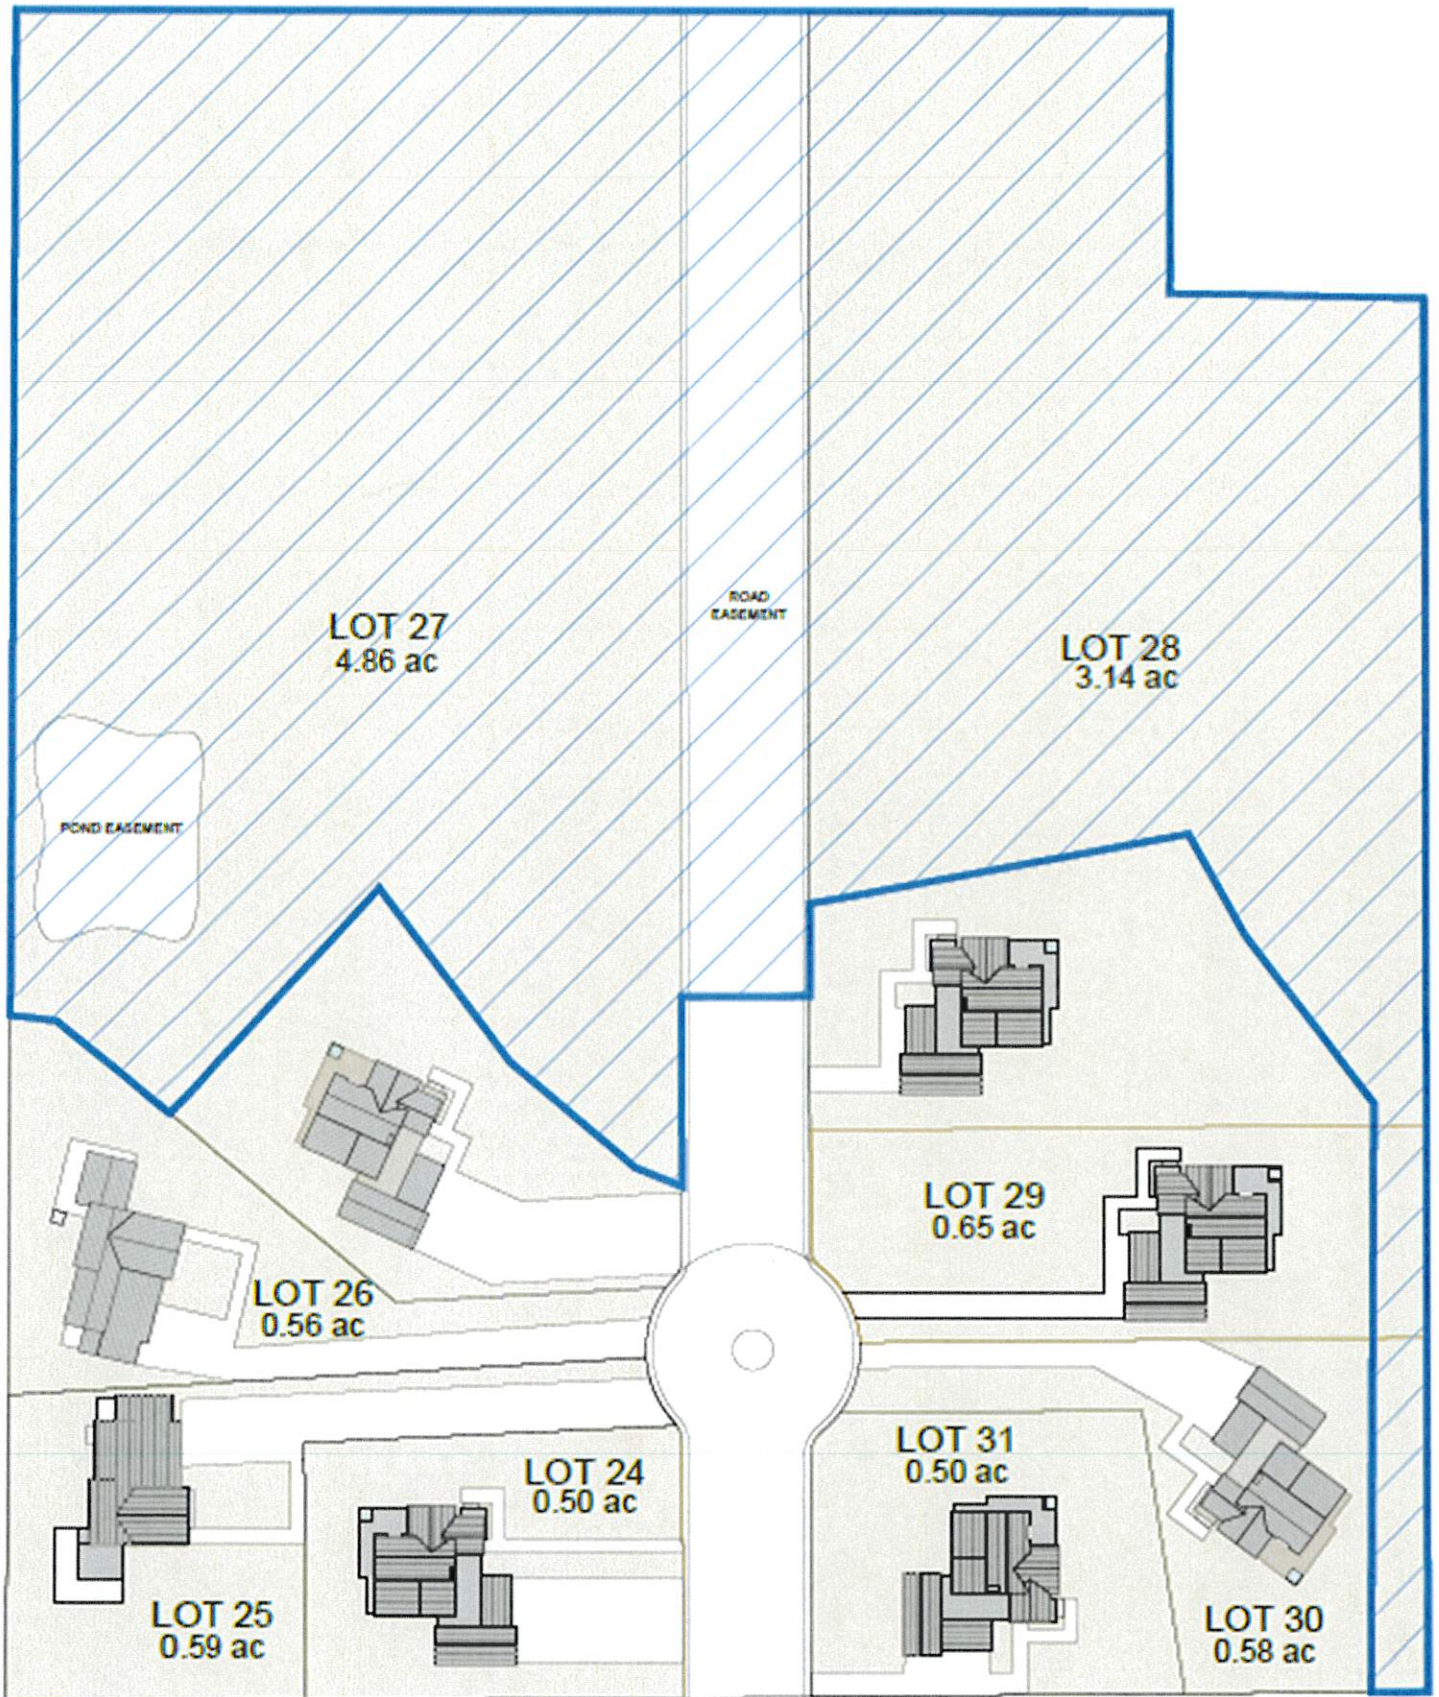 ROAD
EASEMENT
LOT 27
4.86 ac
LOT 28
3.14 ac
POND EASEMENT
LOT 29
0.65 ac
LOT 26
0.56 ac
LOT 31
0.50 ac
LOT 24
0.50 ac
LOT 25
0.59 ac
LOT 30
0.58 ac